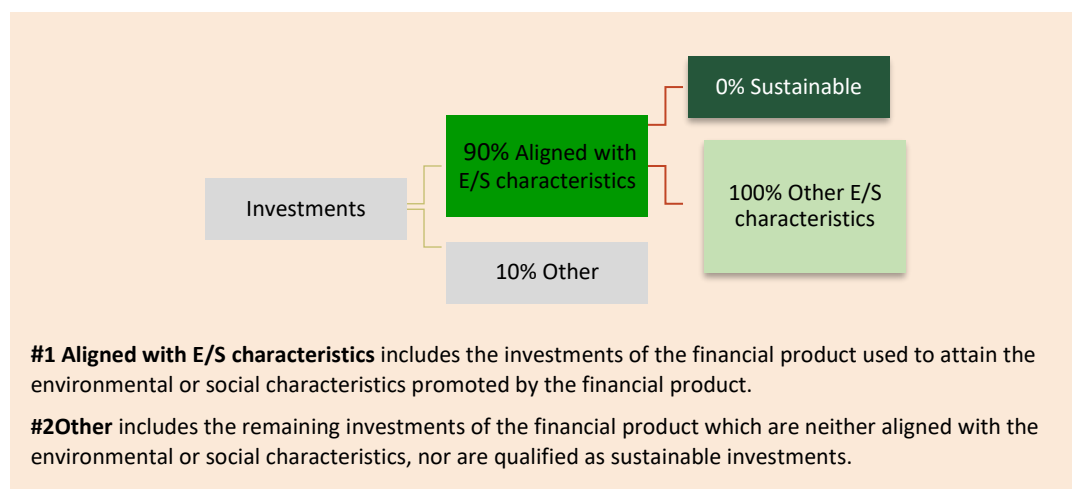 0% Sustainable
90% Aligned with
E/S characteristics
100% Other E/S
characteristics
Investments
10% Other
#1 Aligned with E/S characteristics includes the investments of the financial product used to attain the
environmental or social characteristics promoted by the financial product.
#2Other includes the remaining investments of the financial product which are neither aligned with the
environmental or social characteristics, nor are qualified as sustainable investments.